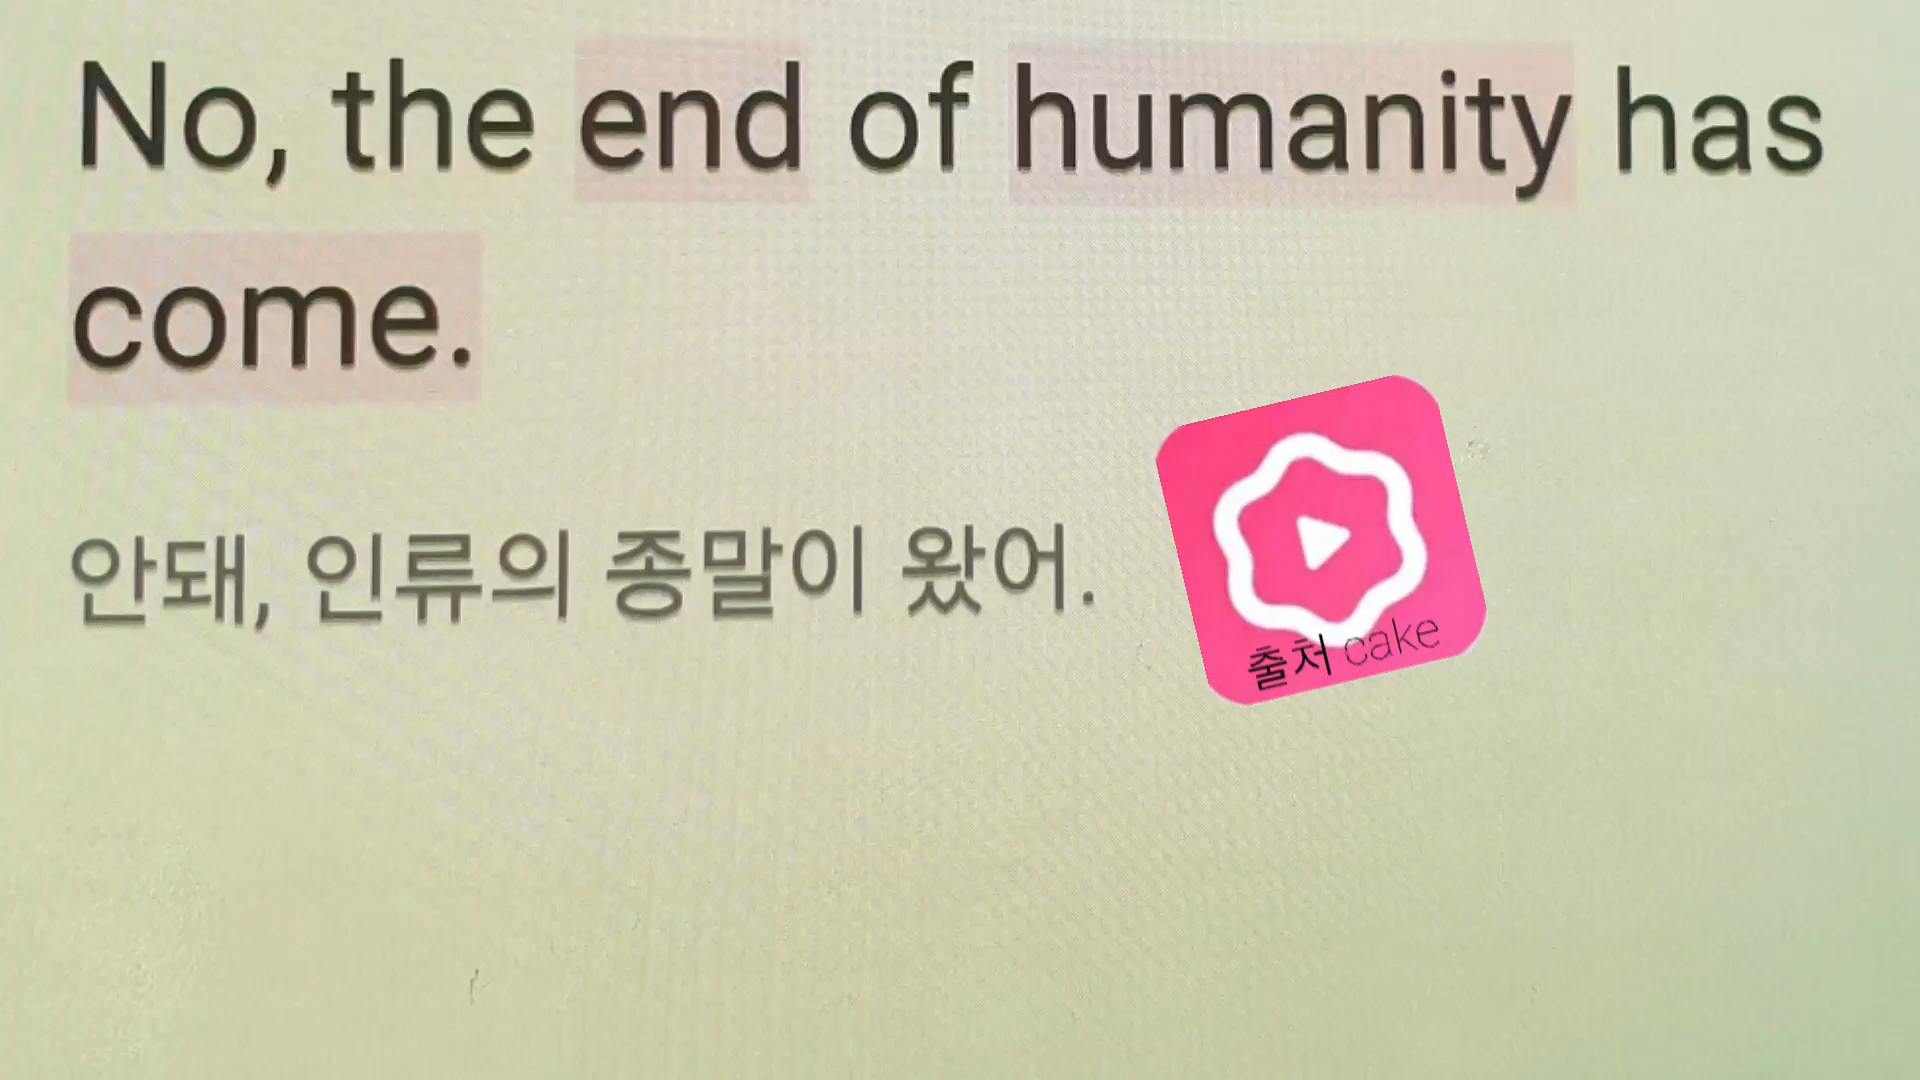 No, the end of humanity has
come.
안돼, 인류의 종말이 왔어.
출처 cake